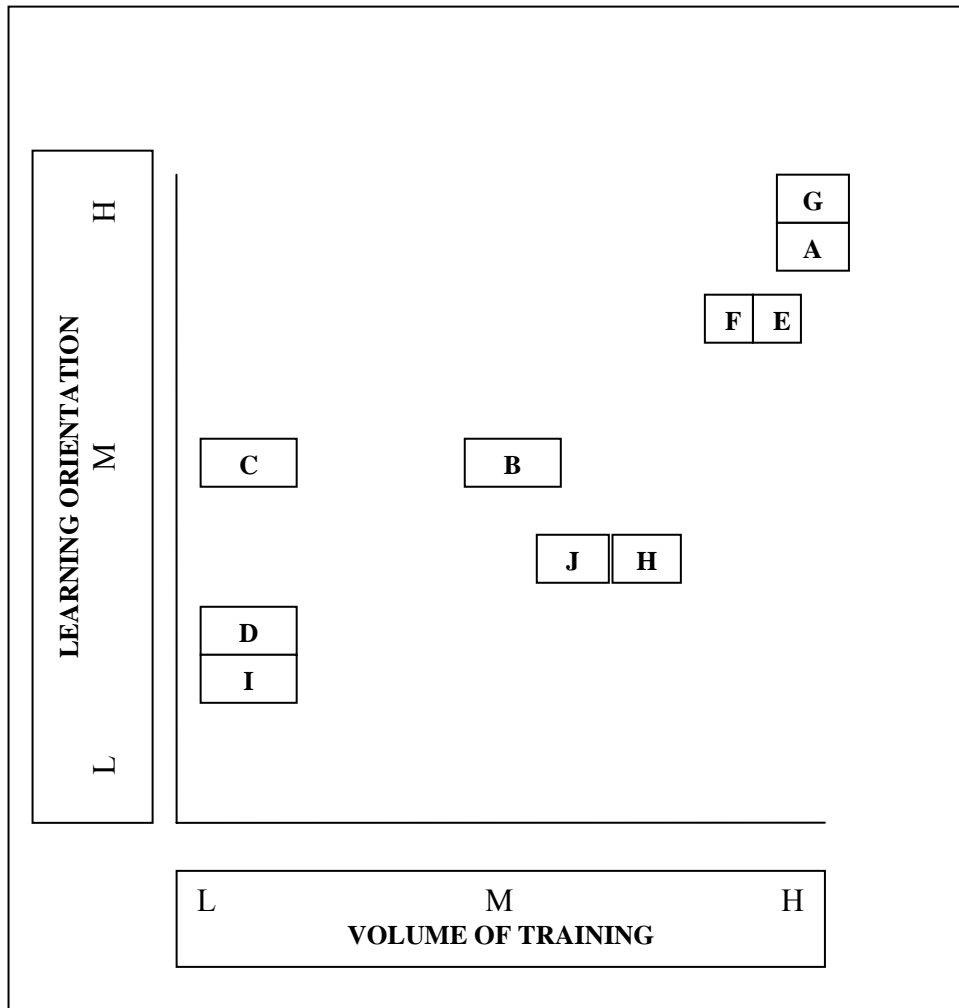 LEARNING ORIENTATION
H
M
L
G
A
F E
C B
J H
D
I
L M H
VOLUME OF TRAINING